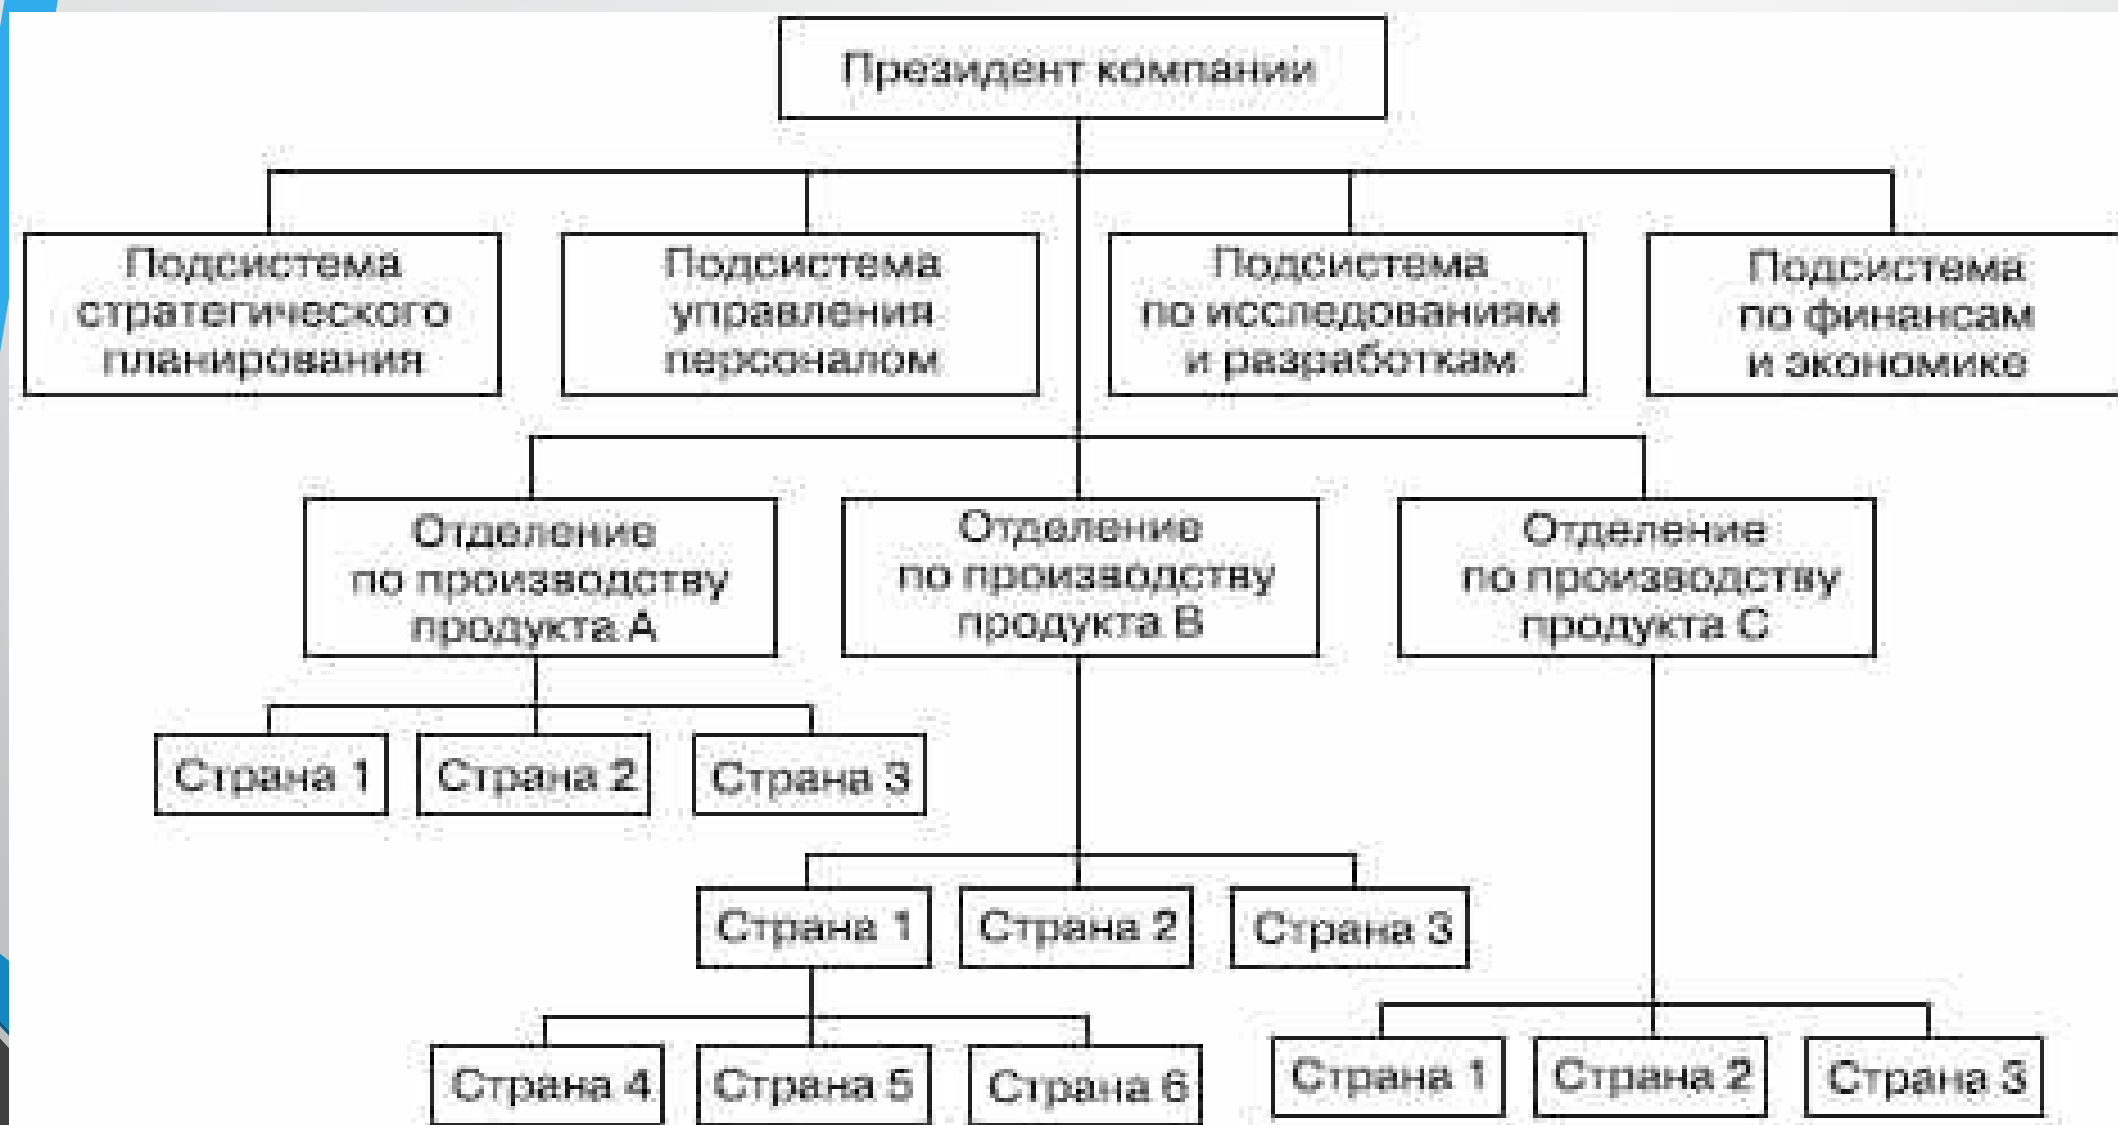 Президент компании
Подсистема
стратегического
планирования
Подсистема
управления
персоналом
Подсистема
по исследованиям
и разработкам
Подсистема
по финансам
и экономике
Отделение
по производству
продукта А
Отделение
по производству
продукта В
Отделение
по производству
продукта С
Страна 1
Страна 2
Страна 3
Страна 1
Страна 2
Страна 3
Страна 4
Страна 5
Страна 6
Страна 1
Страна 2
Страна 3